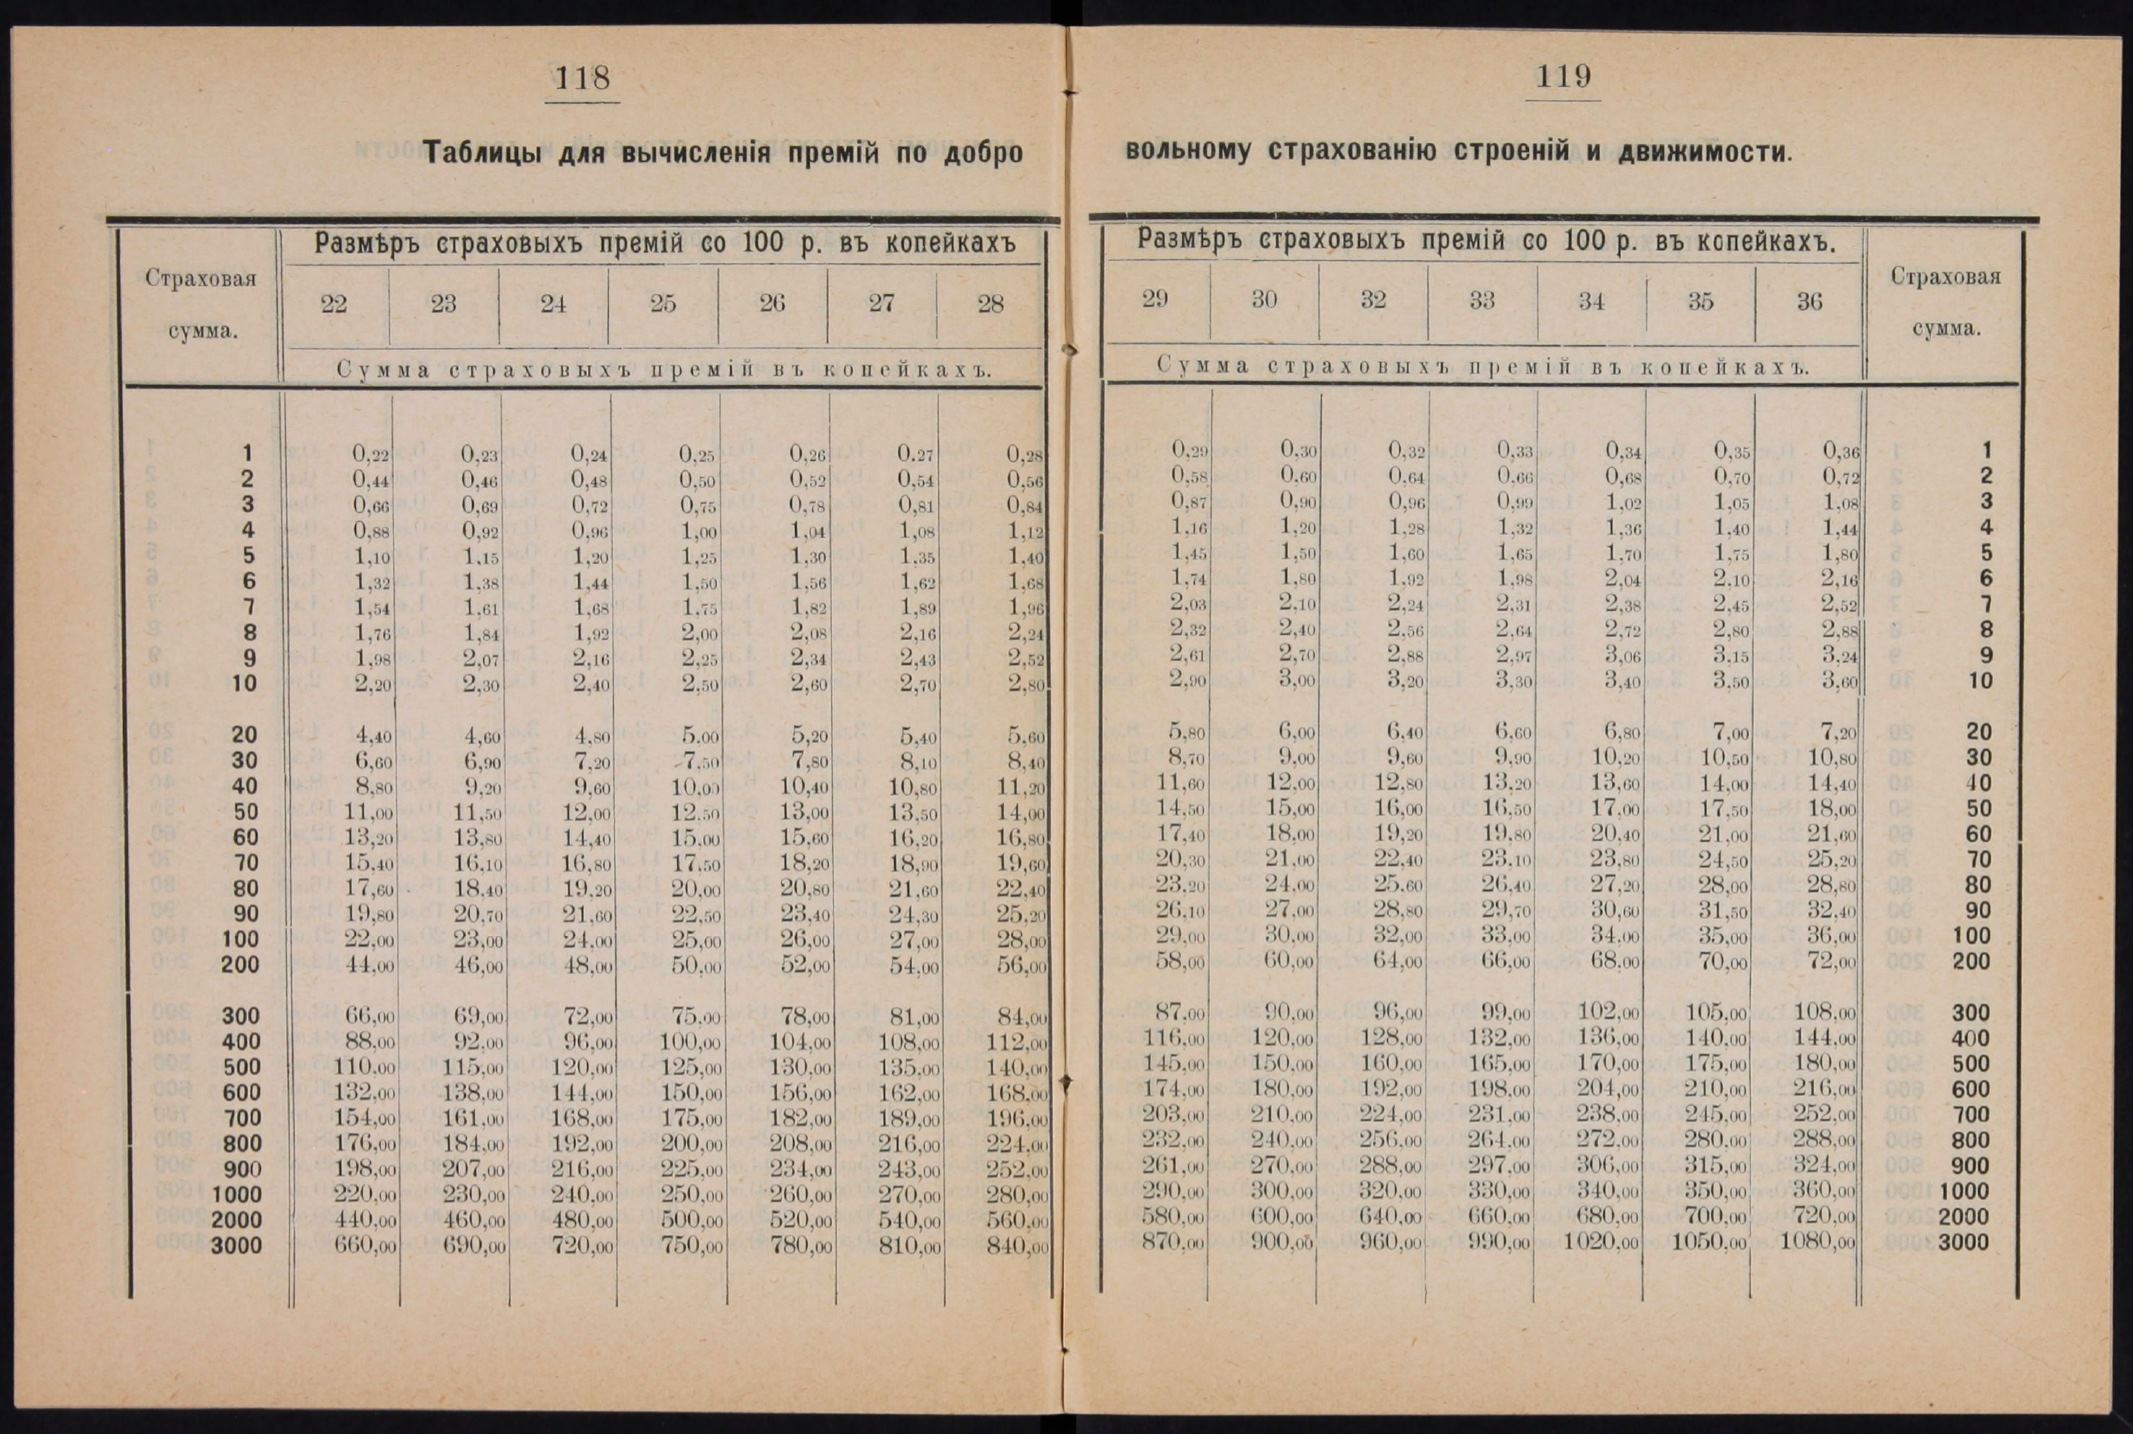 118
Таблицы для вычисленія премій по добро
Страховая сумма.
Размѣръ страховыхъ премій со 100 р. въ копейкахъ
22 23 24 25 26 27 28
Сумма страховыхъ премій въ копейкахъ.
1 0,22 0,23 0,24 0,25 0,26 0.27 0,28
2 0,44 0,46 0,48 0,50 0,52 0,54 0,56
3 0,66 0,69 0,72 0,75 0,78 0,81 0,84
4 0,88 0,92 0,96 1,00 1,04 1,08 1,12
5 1,10 1,15 1,20 1,25 1,30 1,35 1,40
6 1,32 1,38 1,44 1,50 1,56 1,62 1,68
7 1,54 1,61 1,68 1,75 1,82 1,89 1,96
8 1,76 1,84 1,92 2,00 2,08 2,16 2,24
9 1,98 2,07 2,16 2,25 2,34 2,43 2,52
10 2,20 2,30 2,40 2,50 2,60 2,70 2,80
20 4,40 4,60 4,80 5,00 5,20 5,40 5,60
30 6,60 6,90 7,20 7,50 7,80 8,10 8,40
40 8,80 9,20 9,60 10,00 10,40 10,80 11,20
50 11,00 11,50 12,00 12,50 13,00 13,50 14,00
60 13,20 13,80 14,40 15,00 15,60 16,20 16,80
70 15,40 16,10 16,80 17,50 18,20 18,90 19,60
80 17,60 18,40 19,20 20,00 20,80 21,60 22,40
90 19,80 20,70 21,60 22,50 23,40 24,30 25,20
100 22,00 23,00 24,00 25,00 26,00 27,00 28,00
200 44,00 46,00 48,00 50,00 52,00 54,00 56,00
300 66,00 69,00 72,00 75,00 78,00 81,00 84,00
400 88,00 92,00 96,00 100,00 104,00 108,00 112,00
500 110,00 115,00 120,00 125,00 130,00 135,00 140,00
600 132,00 138,00 144,00 150,00 156,00 162,00 168,00
700 154,00 161,00 168,00 175,00 182,00 189,00 196,00
800 176,00 184,00 192,00 200,00 208,00 216,00 224,00
900 198,00 207,00 216,00 225,00 234,00 243,00 252,00
1000 220,00 230,00 240,00 250,00 260,00 270,00 280,00
2000 440,00 460,00 480,00 500,00 520,00 540,00 560,00
3000 660,00 690,00 720,00 750,00 780,00 810,00 840,00
119
вольному страхованію строеній и движимости.
Размѣръ страховыхъ премій со 100 р. въ копейкахъ.
Страховая сумма.
29 30 32 33 34 35 36
Сумма страховыхъ премій въ копейкахъ.
0,29 0,30 0,32 0,33 0,34 0,35 0,36 1
0,58 0,60 0,64 0,66 0,68 0,70 0,72 2
0,87 0,90 0,96 0,99 1,02 1,05 1,08 3
1,16 1,20 1,28 1,32 1,36 1,40 1,44 4
1,45 1,50 1,60 1,65 1,70 1,75 1,80 5
1,74 1,80 1,92 1,98 2,04 2,10 2,16 6
2,03 2,10 2,24 2,31 2,38 2,45 2,52 7
2,32 2,40 2,56 2,64 2,72 2,80 2,88 8
2,61 2,70 2,88 2,97 3,06 3,15 3,24 9
2,90 3,00 3,20 3,30 3,40 3,50 3,60 10
5,80 6,00 6,40 6,60 6,80 7,00 7,20 20
8,70 9,00 9,60 9,90 10,20 10,50 10,80 30
11,60 12,00 12,80 13,20 13,60 14,00 14,40 40
14,50 15,00 16,00 16,50 17,00 17,50 18,00 50
17,40 18,00 19,20 19,80 20,40 21,00 21,60 60
20,30 21,00 22,40 23,10 23,80 24,50 25,20 70
23,20 24,00 25,60 26,40 27,20 28,00 28,80 80
26,10 27,00 28,80 29,70 30,60 31,50 32,40 90
29,00 30,00 32,00 33,00 34,00 35,00 36,00 100
58,00 60,00 64,00 66,00 68,00 70,00 72,00 200
87,00 90,00 96,00 99,00 102,00 105,00 108,00 300
116,00 120,00 128,00 132,00 136,00 140,00 144,00 400
145,00 150,00 160,00 165,00 170,00 175,00 180,00 500
174,00 180,00 192,00 198,00 204,00 210,00 216,00 600
203,00 210,00 224,00 231,00 238,00 245,00 252,00 700
232,00 240,00 256,00 264,00 272,00 280,00 288,00 800
261,00 270,00 288,00 297,00 306,00 315,00 324,00 900
290,00 300,00 320,00 330,00 340,00 350,00 360,00 1000
580,00 600,00 640,00 660,00 680,00 700,00 720,00 2000
870,00 900,00 960,00 990,00 1020,00 1050,00 1080,00 3000